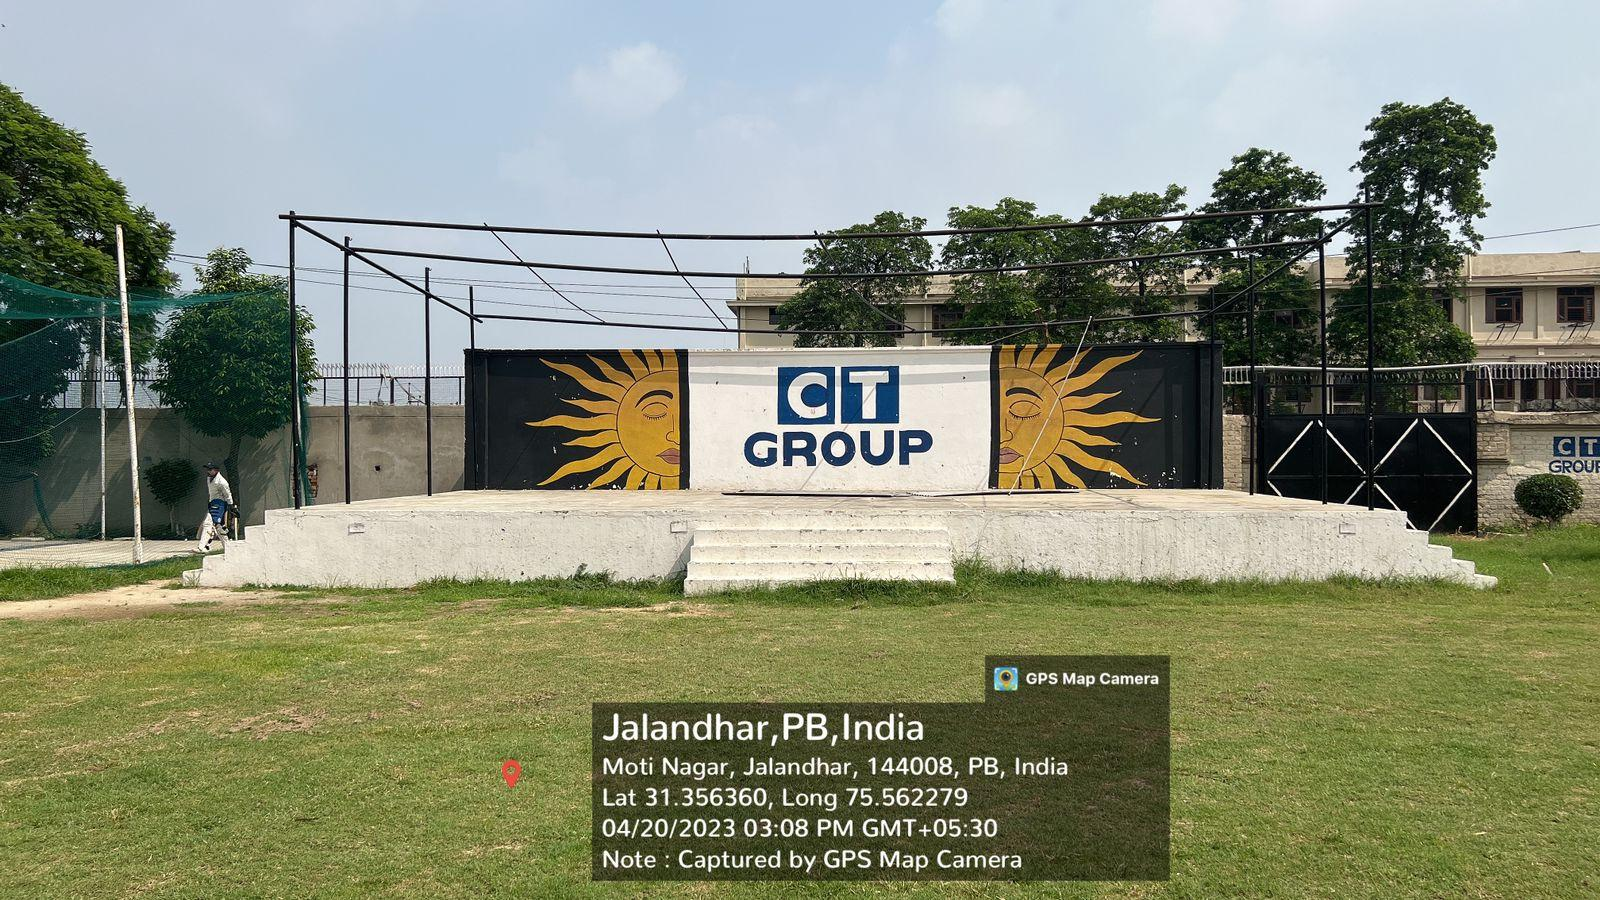 CT
GROUP
CT
GROUP
GPS Map Camera
Jalandhar,PB,India
Moti Nagar, Jalandhar, 144008, PB, India
Lat 31.356360, Long 75.562279
04/20/2023 03:08 PM GMT+05:30
Note : Captured by GPS Map Camera